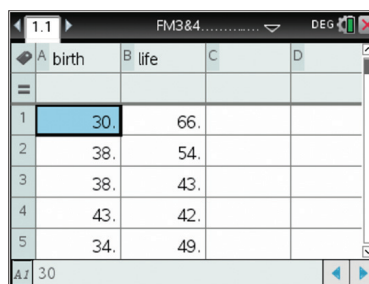 1.1 FM3&4............ DEG
A birth B life C D
=
1 30. 66.
2 38. 54.
3 38. 43.
4 43. 42.
5 34. 49.
A1 30